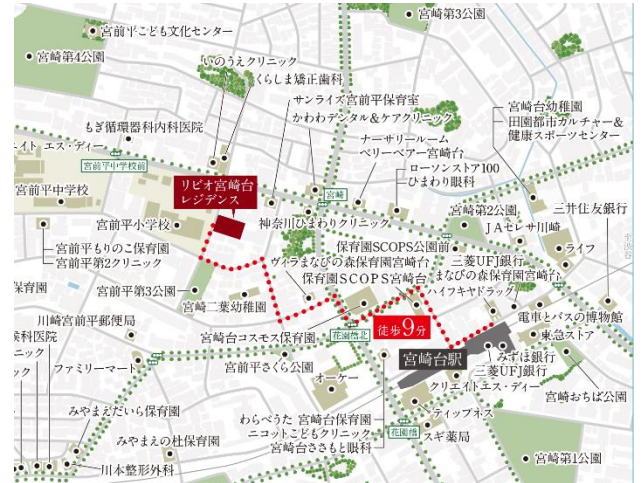 宮前平こども文化センター
宮崎第4公園
宮崎第3公園
いのうえクリニック
くらしま矯正歯科
サンライズ宮前平保育室
かわわデンタル&ケアクリニック
もぎ循環器科内科医院
宮崎台幼稚園
田園都市カルチャー&
健康スポーツセンター
ナーサリールーム
ベリーベアー宮崎台
ローソンストア100
ひまわり眼科
エイト エス・ディー
宮前平中学校前
宮前平中学校
リビオ宮崎台
レジデンス
宮崎
宮前平小学校
神奈川ひまわりクリニック
宮崎第2公園
三井住友銀行
JAセレサ川崎
宮前平もりのこ保育園
宮前平第2クリニック
保育園SCOPS公園前
ヴィラまなびの森保育園宮崎台
三菱UFJ銀行
まなびの森保育園宮崎台
ライフ
保育園
宮前平第3公園
保育園SCOPS宮崎台
ハイフキヤドラッグ
宮崎二葉幼稚園
電車とバスの博物館
川崎宮前平郵便局
宮崎台コスモス保育園
花園橋北
徒歩9分
東急ストア
候科医院
ニック
ック
ファミリーマート
宮前平さくら公園
宮崎台駅
みずほ銀行
三菱UFJ銀行
オーケー
クリエイトエス・ディー
宮崎おちば公園
みやまえだいら保育園
ティップネス
わらべうた 宮崎台保育園
ニコットこどもクリニック
宮崎台ささもと眼科
花園橋
スギ薬局
みやまえの杜保育園
川本整形外科
宮崎第1公園